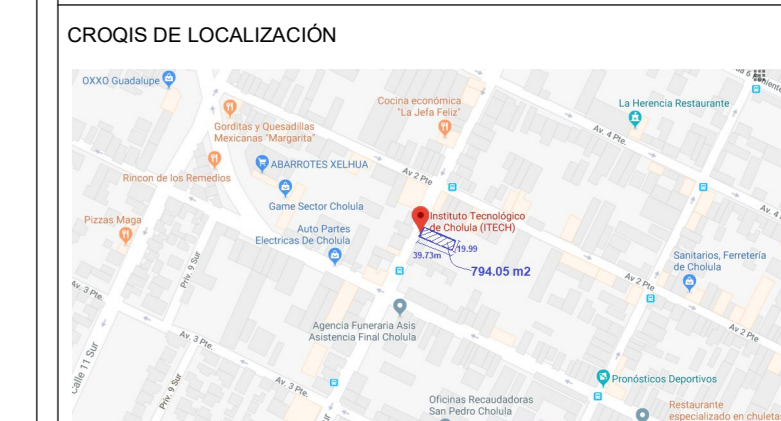 CROQIS DE LOCALIZACIÓN
OXXO Guadalupe
Cocina económica
"La Jefa Feliz"
La Herencia Restaurante
Gorditas y Quesadillas
Mexicanas "Margarita"
Av. 4 Pte.
ABARROTES XELHUA
Rincon de los Remedios
Av 2 Pte
Game Sector Cholula
Av. 4
Pizzas Maga
Instituto Tecnológico
de Cholula (ITECH)
Auto Partes
Electricas De Cholula
19.99
39.73m
794.05 m2
Sanitarios, Ferretería
de Cholula
Priv. 9 Sur
Av. 3 Pte.
Av 2 Pte
Agencia Funeraria Asis
Asistencia Final Cholula
Av 2 Pte
Av. 3 Pte.
Calle 11 Sur
Av. 3 Pte.
Pronósticos Deportivos
Priv. 9 Sur
Oficinas Recaudadoras
San Pedro Cholula
Restaurante
especializado en chuletas